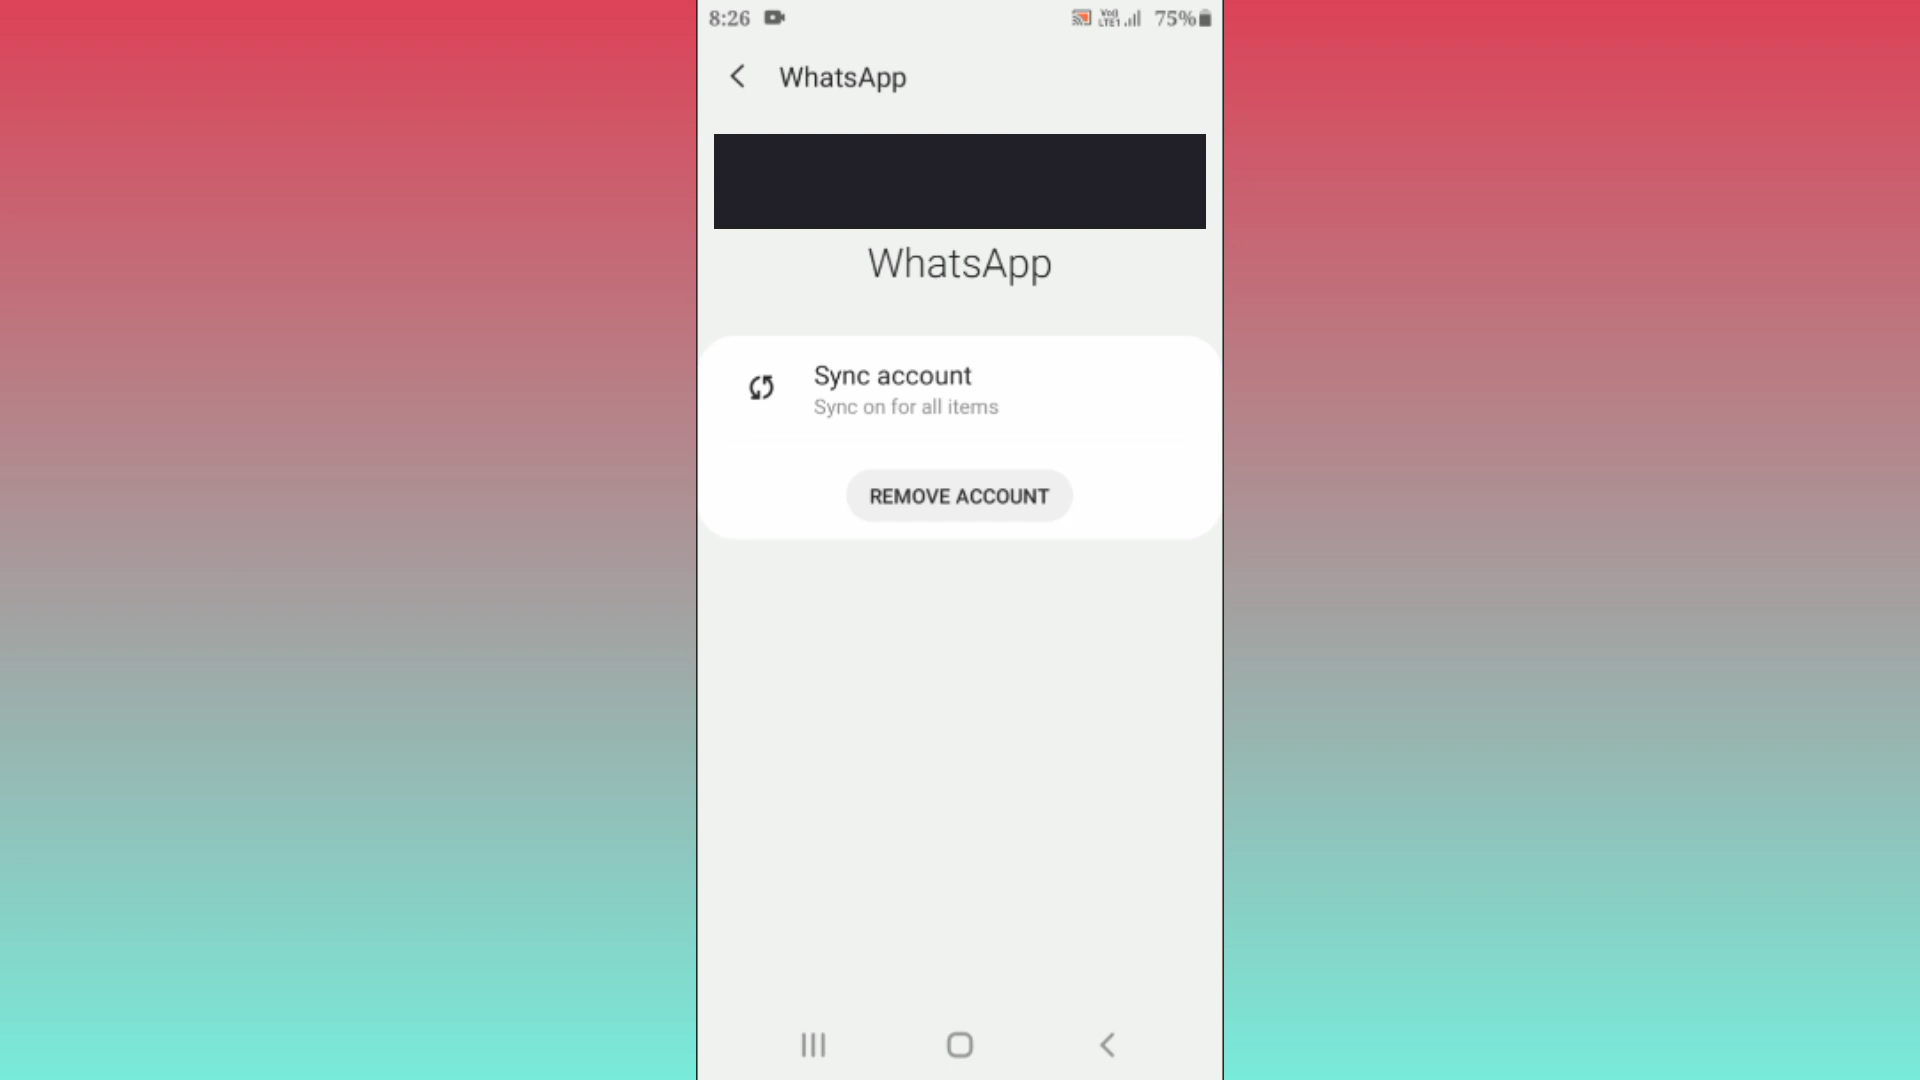 8:26 75%
WhatsApp
WhatsApp
Sync account
Sync on for all items
REMOVE ACCOUNT